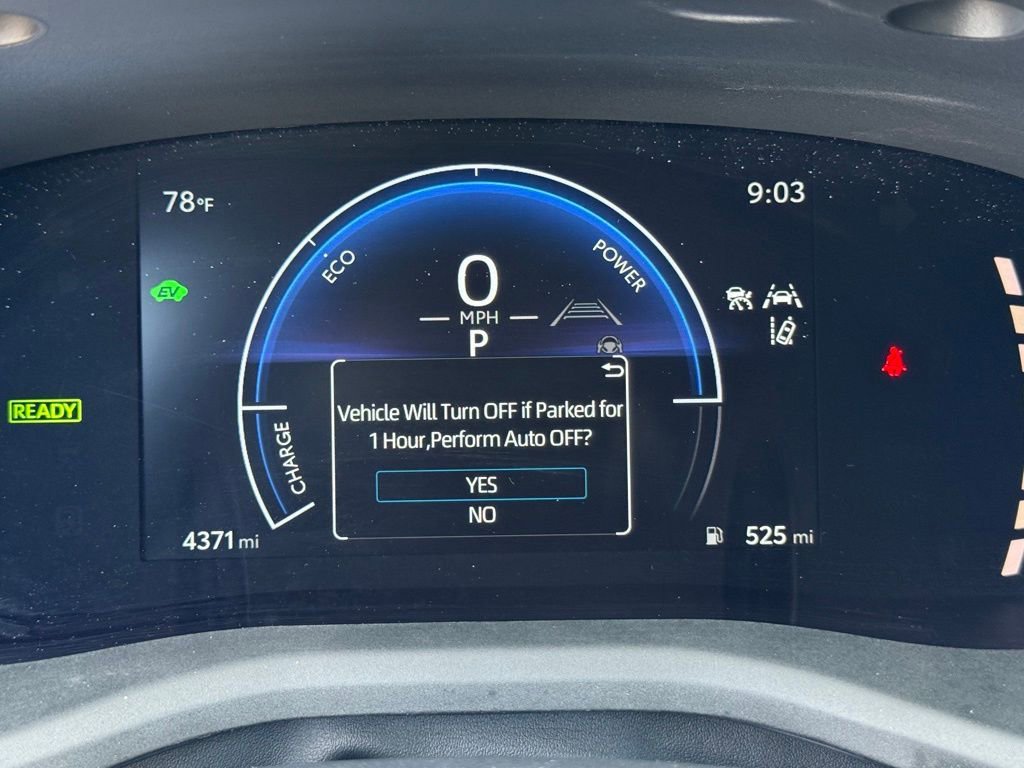 78°F
9:03
ECO
POWER
0
MPH
P
EV
READY
CHARGE
Vehicle Will Turn OFF if Parked for
1 Hour,Perform Auto OFF?
YES
NO
4371 mi
525 mi